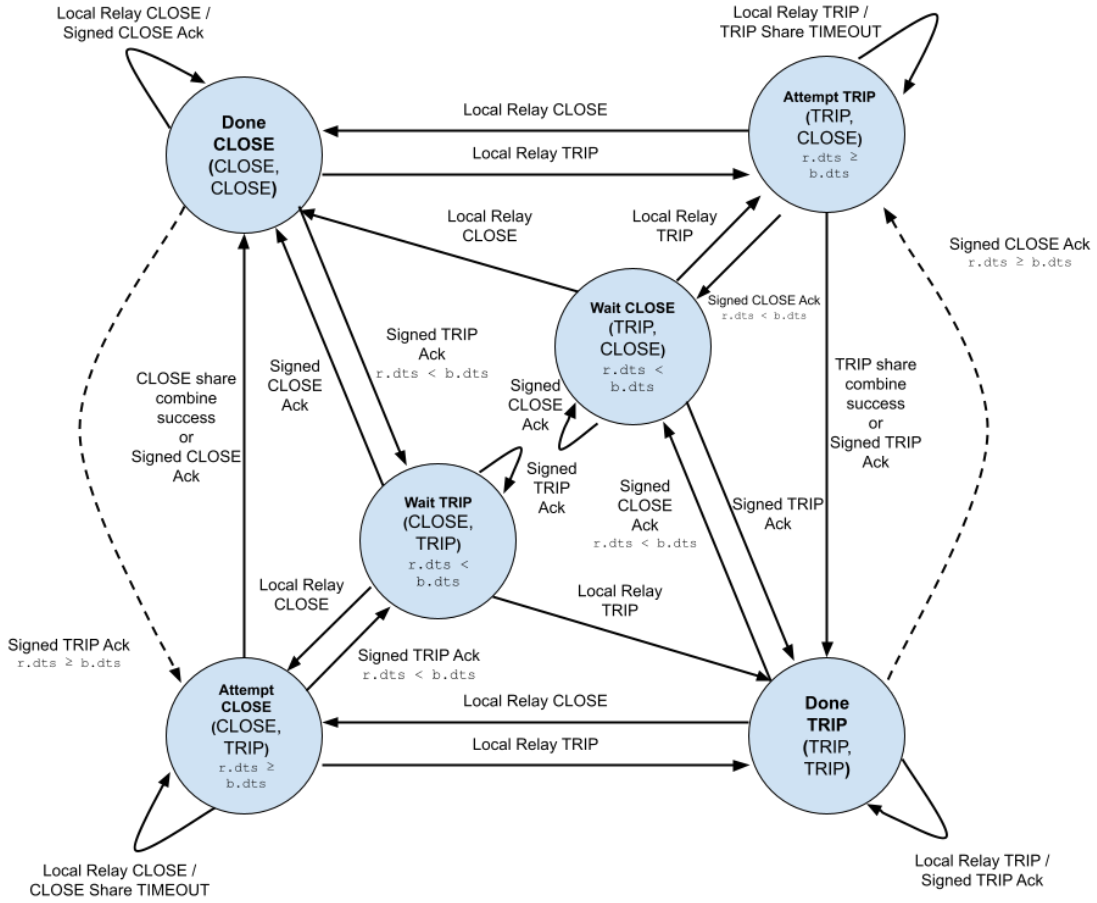 Local Relay CLOSE /
Signed CLOSE Ack
Local Relay TRIP /
TRIP Share TIMEOUT
Done
CLOSE
(CLOSE,
CLOSE)
Attempt TRIP
(TRIP,
CLOSE)
r.dts ≥
b.dts
Local Relay CLOSE
Local Relay TRIP
Local Relay
CLOSE
Local Relay
TRIP
Signed CLOSE Ack
r.dts ≥ b.dts
Wait CLOSE
(TRIP,
CLOSE)
r.dts <
b.dts
Signed CLOSE Ack
r.dts < b.dts
Signed TRIP
Ack
r.dts < b.dts
Signed
CLOSE
Ack
CLOSE share
combine
success
or
Signed CLOSE
Ack
TRIP share
combine
success
or
Signed TRIP
Ack
Signed
CLOSE
Ack
Signed
TRIP
Ack
Wait TRIP
(CLOSE,
TRIP)
r.dts <
b.dts
Signed
CLOSE
Ack
r.dts < b.dts
Signed TRIP
Ack
Local Relay
CLOSE
Local Relay
TRIP
Signed TRIP Ack
r.dts ≥ b.dts
Signed TRIP Ack
r.dts < b.dts
Attempt
CLOSE
(CLOSE,
TRIP)
r.dts ≥
b.dts
Local Relay CLOSE
Local Relay TRIP
Done
TRIP
(TRIP,
TRIP)
Local Relay CLOSE /
CLOSE Share TIMEOUT
Local Relay TRIP /
Signed TRIP Ack